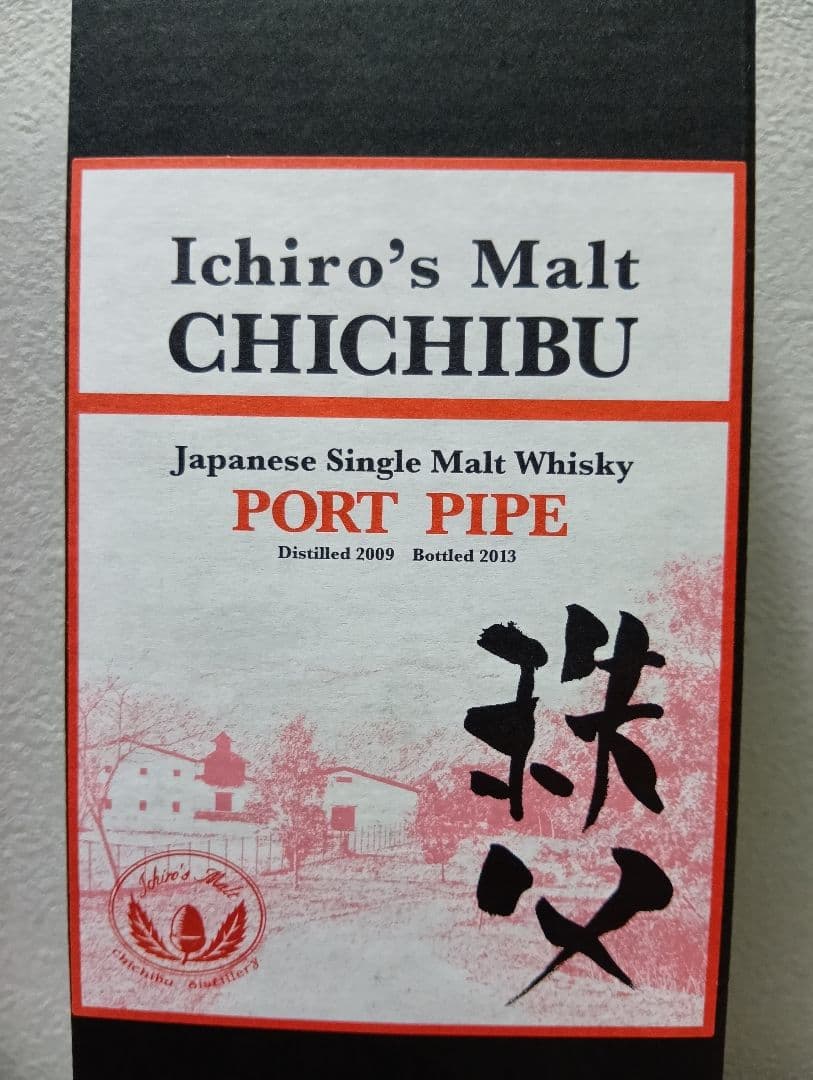 Ichiro's Malt
CHICHIBU
Japanese Single Malt Whisky
PORT PIPE
Distilled 2009 Bottled 2013
秩父
Ichiro's Malt
chichibu distillery